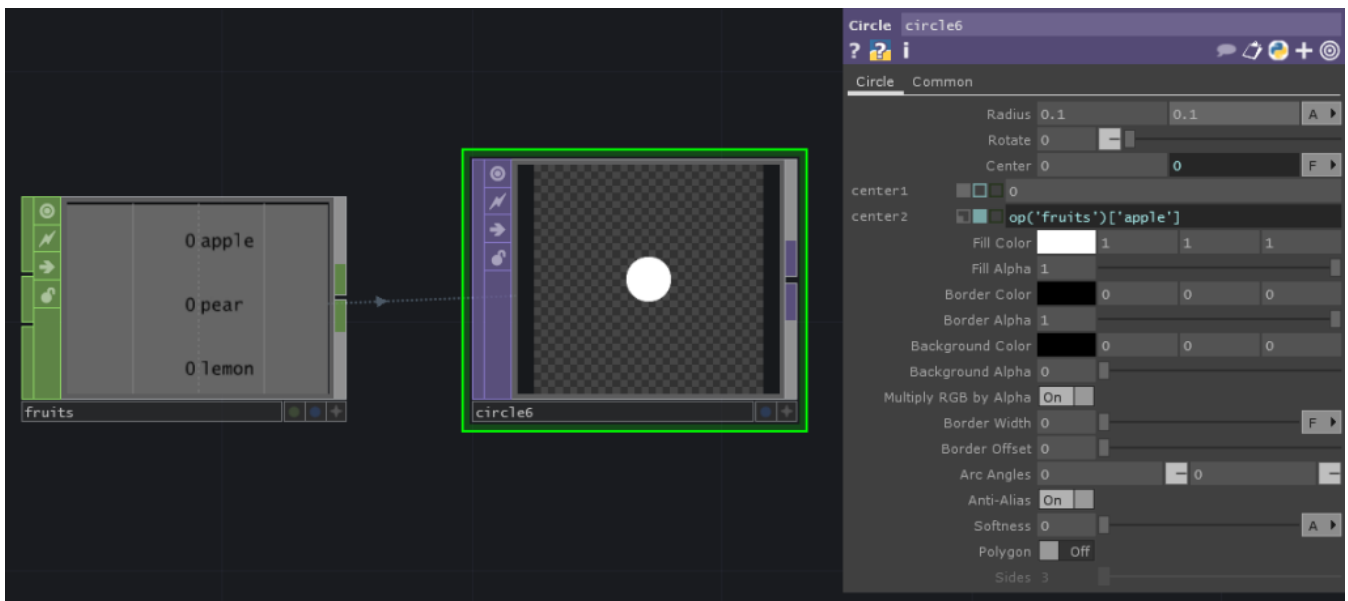 0 apple
0 pear
0 lemon
fruits
circle6
Circle circle6
? ? i
Circle Common
Radius 0.1 0.1 A
Rotate 0
Center 0 0 F
center1 0
center2 op('fruits')['apple']
Fill Color 1 1 1
Fill Alpha 1
Border Color 0 0 0
Border Alpha 1
Background Color 0 0 0
Background Alpha 0
Multiply RGB by Alpha On
Border Width 0 F
Border Offset 0
Arc Angles 0 0
Anti-Alias On
Softness 0 A
Polygon Off
Sides 3